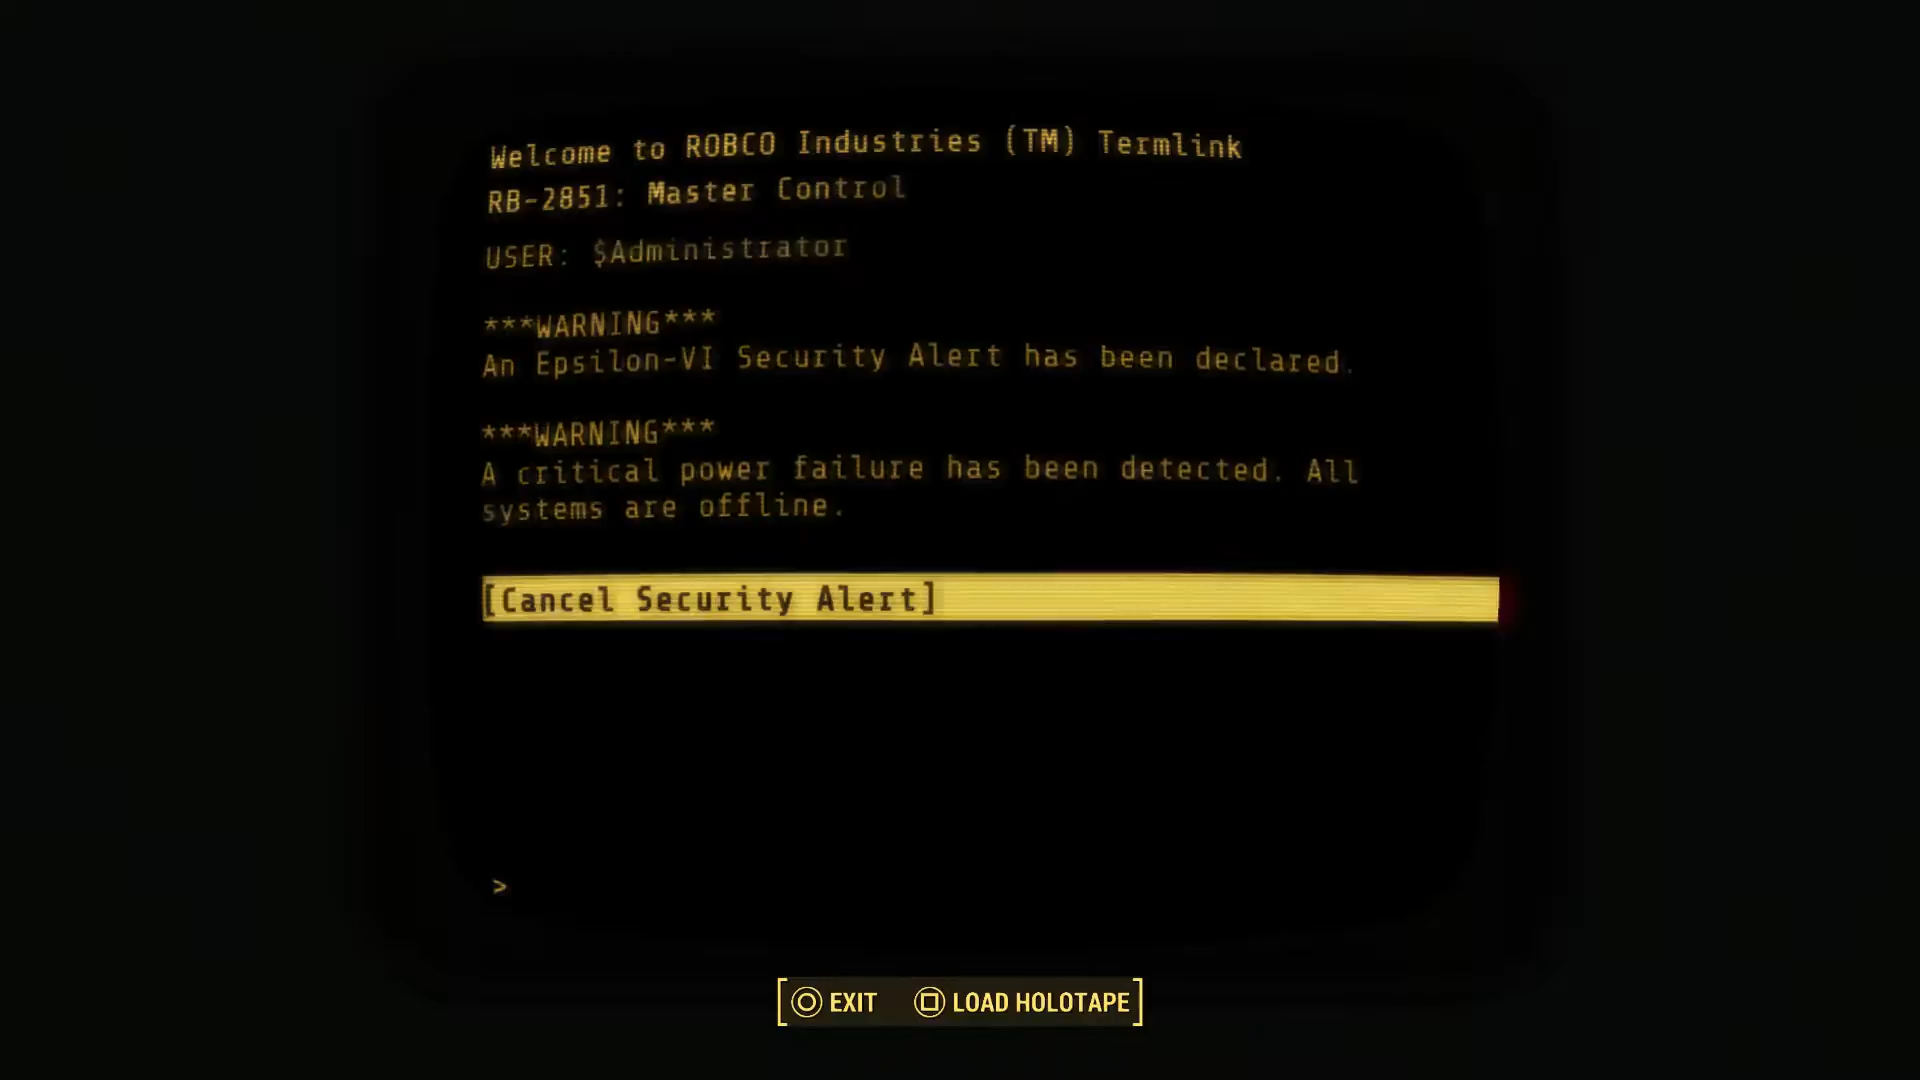 Welcome to ROBCO Industries (TM) Termlink
RB-2851: Master Control
USER: $Administrator
***WARNING***
An Epsilon-VI Security Alert has been declared.
***WARNING***
A critical power failure has been detected. All
systems are offline.
[Cancel Security Alert]
>
EXIT LOAD HOLOTAPE